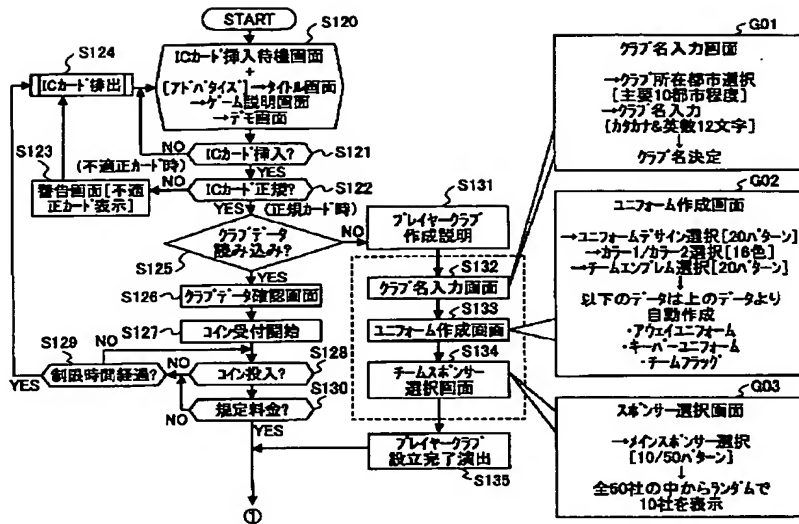 START
S120
ICカード挿入待機画面
+
[アドバタイズ]→タイトル画面
→ゲーム説明画面
→デモ画面
S124
ICカード排出
NO
ICカード挿入?
S121
(不適正カード時)
YES
S123
警告画面[不適
正カード表示]
NO
ICカード正規?
S122
YES
(正規カード時)
クラブデータ
読み込み?
S125
NO
YES
S126
クラブデータ確認画面
S127
コイン受付開始
S129
NO
S128
制限時間経過?
YES
NO
コイン投入?
S130
規定料金?
NO
YES
①
S131
プレイヤークラブ
作成説明
S132
クラブ名入力画面
S133
ユニフォーム作成画面
S134
チームスポンサー
選択画面
プレイヤークラブ
設立完了演出
S135
G01
クラブ名入力画面
→クラブ所在都市選択
[主要10都市程度]
→クラブ名入力
[カタカナ&英数12文字]
↓
クラブ名決定
G02
ユニフォーム作成画面
→ユニフォームデザイン選択[20パターン]
→カラー1/カラー2選択[16色]
→チームエンブレム選択[20パターン]
↓
以下のデータは上のデータより
自動作成
・アウェイユニフォーム
・キーパーユニフォーム
・チームフラッグ
G03
スポンサー選択画面
→メインスポンサー選択
[10/50パターン]
↓
全50社の中からランダムで
10社を表示